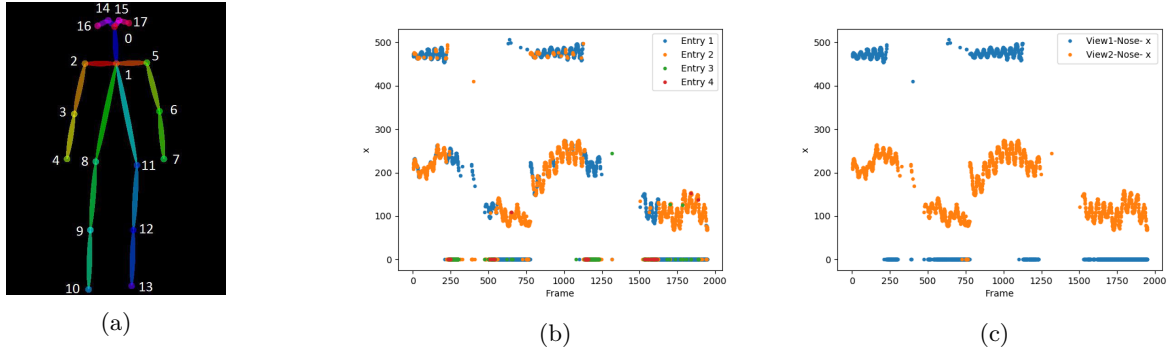 14 15
16 17
0
2 5
1
3 6
4 7
8 11
9 12
10 13
(a)
500
400
300
200
100
0
x
0 250 500 750 1000 1250 1500 1750 2000
Frame
Entry 1
Entry 2
Entry 3
Entry 4
(b)
500
400
300
200
100
0
x
0 250 500 750 1000 1250 1500 1750 2000
Frame
View1-Nose- x
View2-Nose- x
(c)